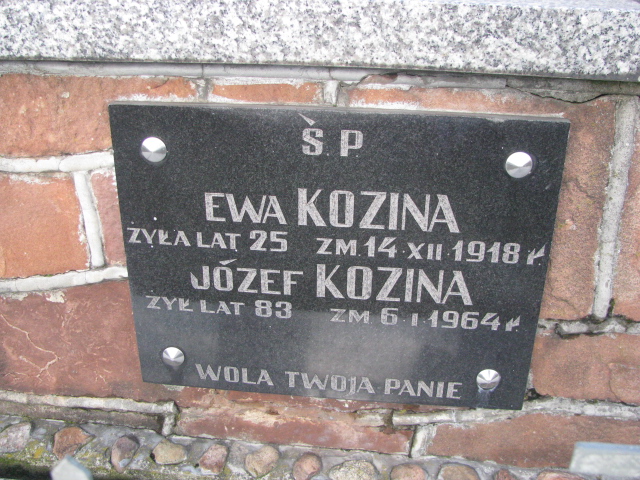 Ś.P.
EWA KOZINA
ŻYŁA LAT 25 ZM. 14.XII.1918 R
JÓZEF KOZINA
ŻYŁ LAT 83 ZM 6.I.1964 R
WOLA TWOJA PANIE